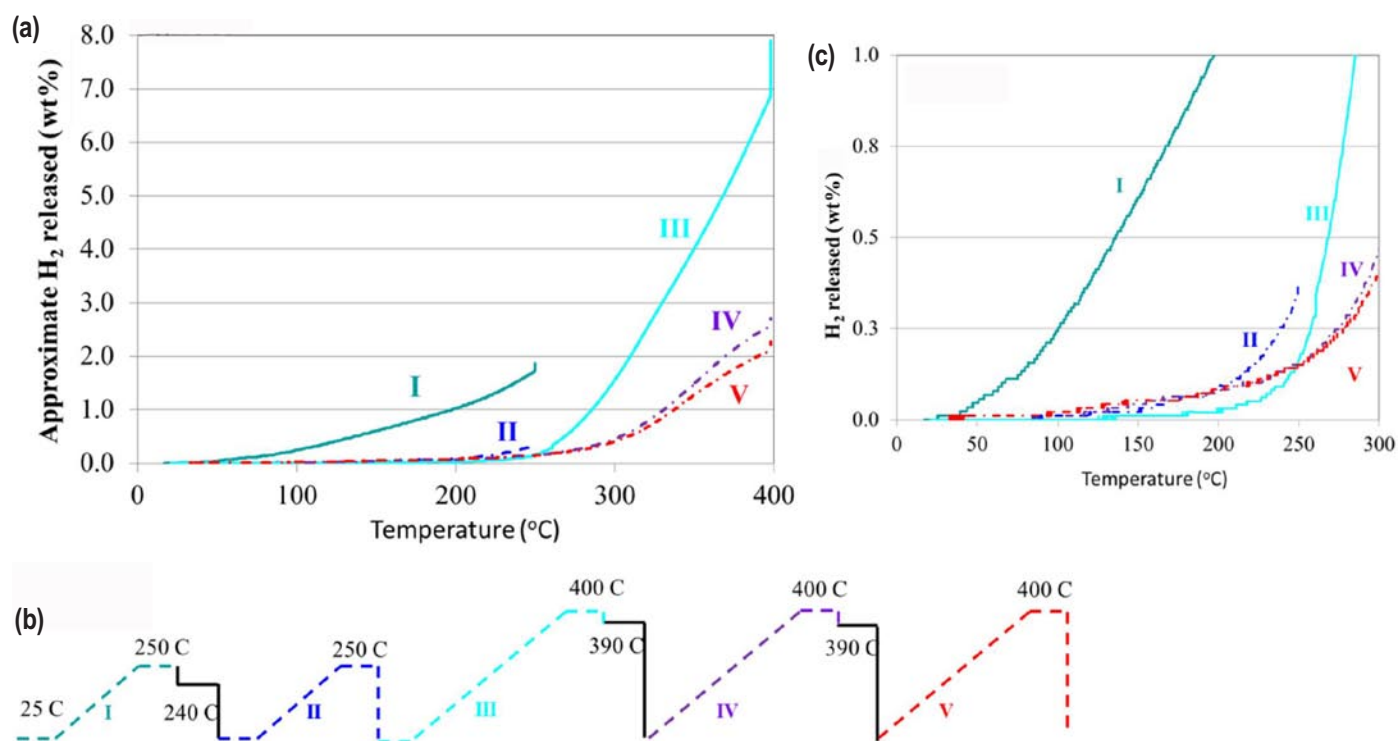 (a)
Approximate H2 released (wt%)
8.0
7.0
6.0
5.0
4.0
3.0
2.0
1.0
0.0
I
II
III
IV
V
0 100 200 300 400
Temperature (°C)
(c)
H2 released (wt%)
1.0
0.8
0.5
0.3
0.0
I
II
III
IV
V
0 50 100 150 200 250 300
Temperature (°C)
(b)
25 C
I
250 C
240 C
II
250 C
III
400 C
390 C
IV
400 C
390 C
V
400 C